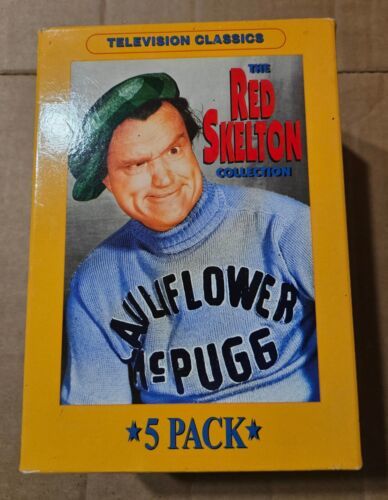 TELEVISION CLASSICS
THE
RED
SKELTON
COLLECTION
AULIFLOWER
McPUGG
★5 PACK★